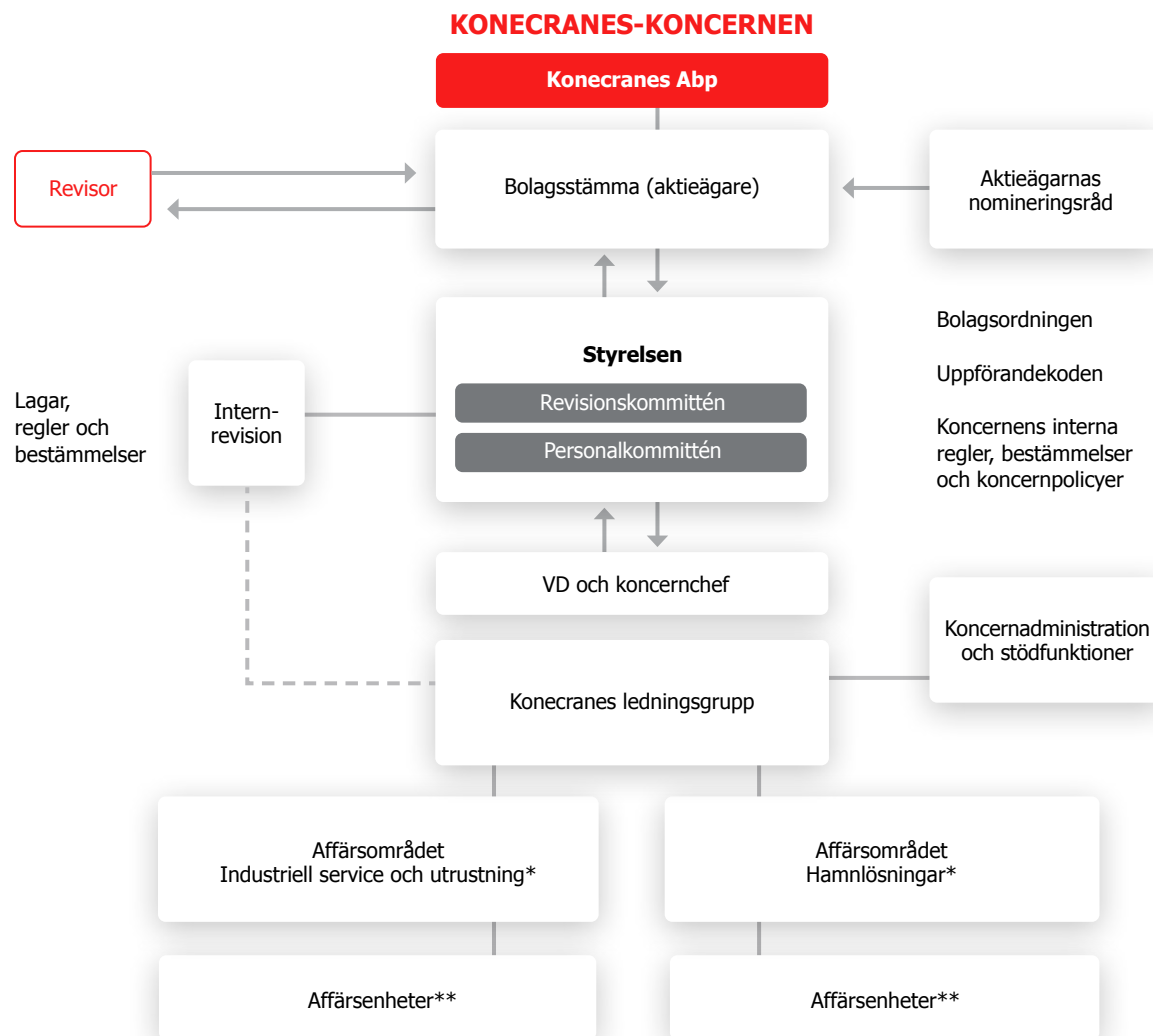 KONECRANES-KONCERNEN
Konecranes Abp
Revisor
Bolagsstämma (aktieägare)
Aktieägarnas
nomineringsråd
Bolagsordningen
Uppförandekoden
Koncernens interna
regler, bestämmelser
och koncernpolicyer
Styrelsen
Revisionskommittén
Personalkommittén
Lagar,
regler och
bestämmelser
Intern-
revision
VD och koncernchef
Koncernadministration
och stödfunktioner
Konecranes ledningsgrupp
Affärsområdet
Industriell service och utrustning*
Affärsområdet
Hamnlösningar*
Affärsenheter**
Affärsenheter**